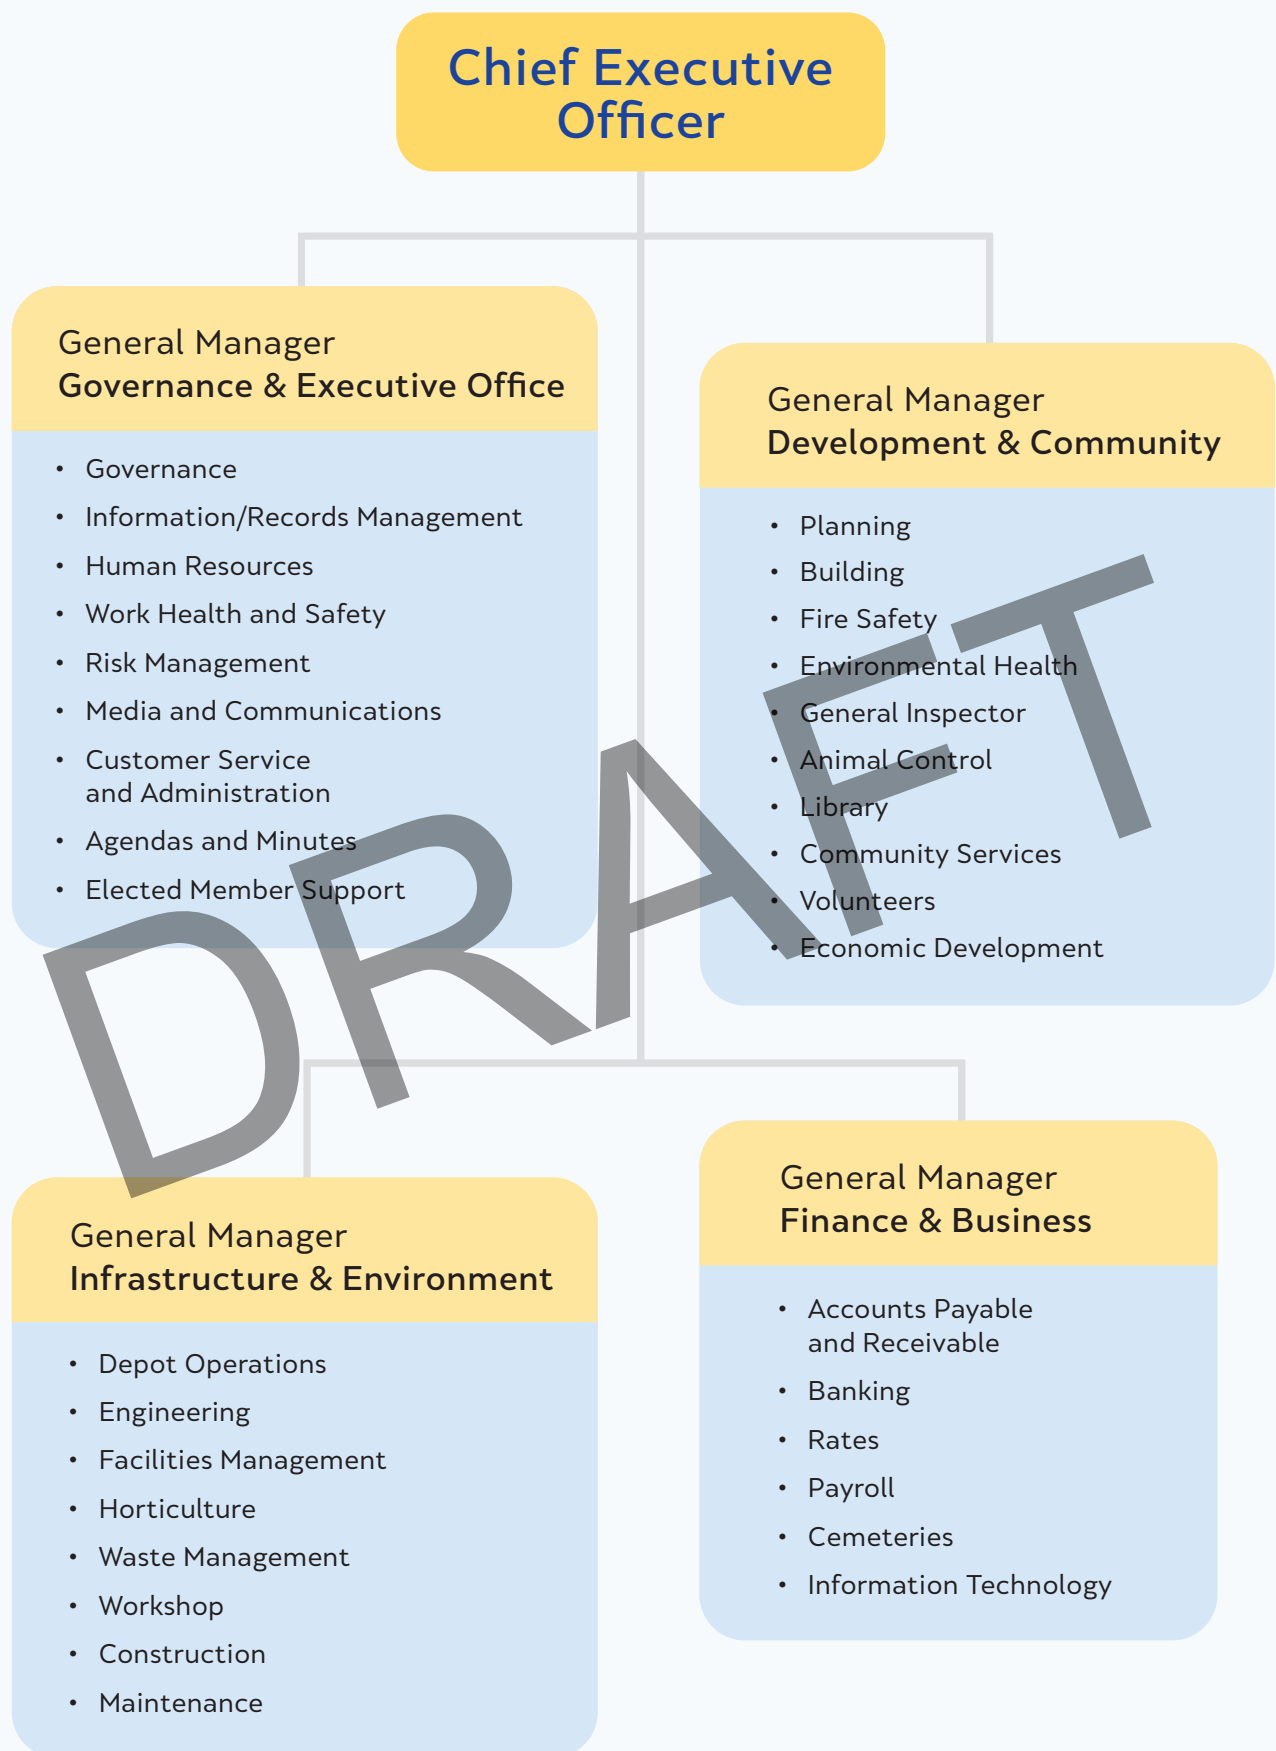 Chief Executive
Officer
General Manager
Governance & Executive Office
• Governance
• Information/Records Management
• Human Resources
• Work Health and Safety
• Risk Management
• Media and Communications
• Customer Service
and Administration
• Agendas and Minutes
• Elected Member Support
General Manager
Development & Community
• Planning
• Building
• Fire Safety
• Environmental Health
• General Inspector
• Animal Control
• Library
• Community Services
• Volunteers
• Economic Development
DRAFT
General Manager
Infrastructure & Environment
• Depot Operations
• Engineering
• Facilities Management
• Horticulture
• Waste Management
• Workshop
• Construction
• Maintenance
General Manager
Finance & Business
• Accounts Payable
and Receivable
• Banking
• Rates
• Payroll
• Cemeteries
• Information Technology